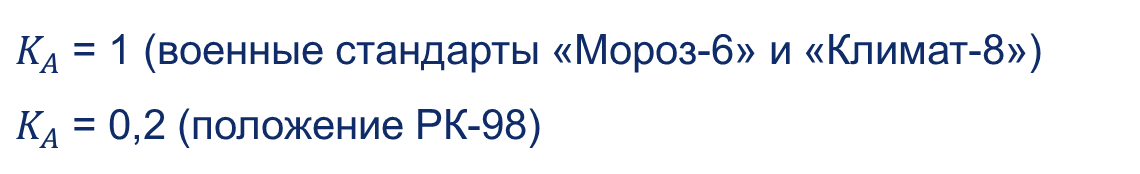 K_A = 1 (военные стандарты «Мороз-6» и «Климат-8»)
K_A = 0,2 (положение РК-98)